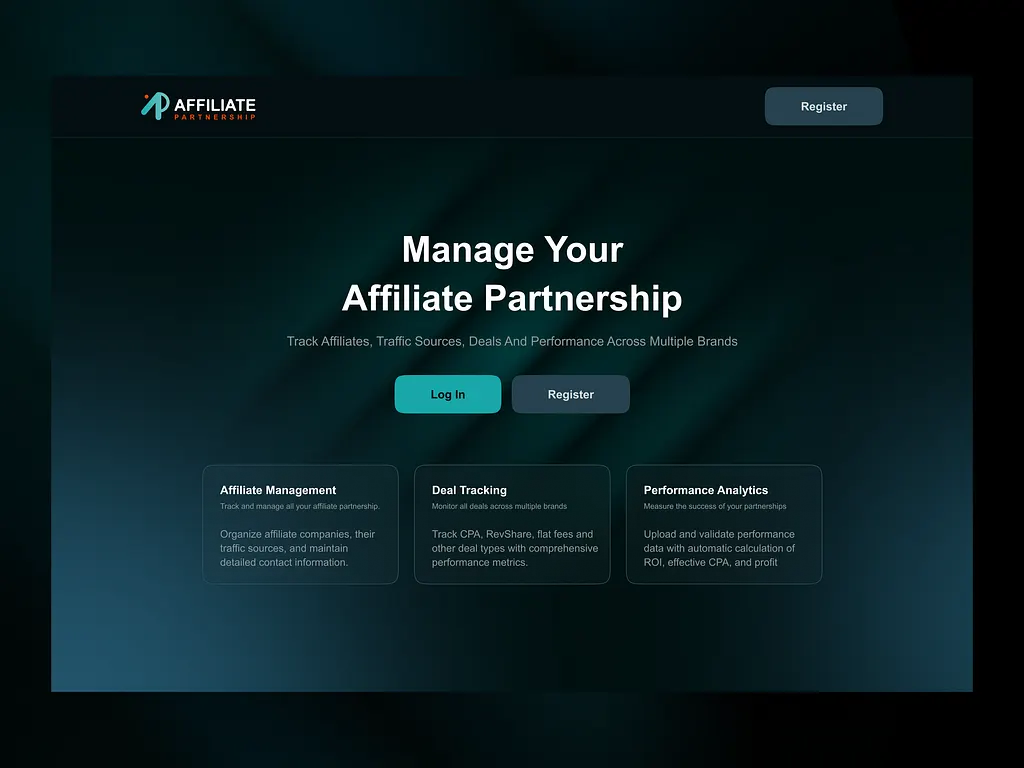 AFFILIATE
PARTNERSHIP
Register
Manage Your
Affiliate Partnership
Track Affiliates, Traffic Sources, Deals And Performance Across Multiple Brands
Log In
Register
Affiliate Management
Track and manage all your affiliate partnership.
Organize affiliate companies, their
traffic sources, and maintain
detailed contact information.
Deal Tracking
Monitor all deals across multiple brands
Track CPA, RevShare, flat fees and
other deal types with comprehensive
performance metrics.
Performance Analytics
Measure the success of your partnerships
Upload and validate performance
data with automatic calculation of
ROI, effective CPA, and profit